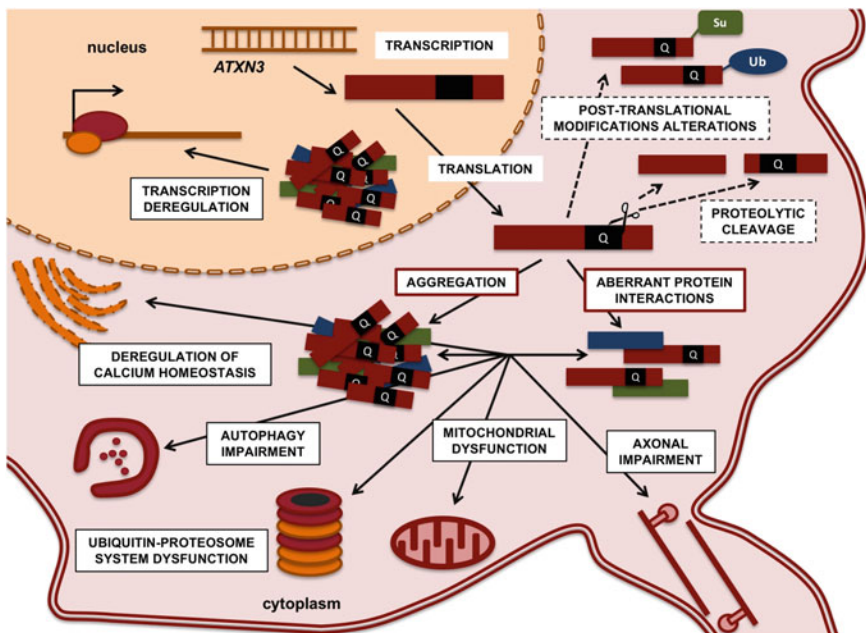 nucleus
ATXN3
TRANSCRIPTION
Su
Q
Ub
Q
POST-TRANSLATIONAL
MODIFICATIONS ALTERATIONS
Q
Q
Q
Q
Q
TRANSCRIPTION
DEREGULATION
TRANSLATION
Q
Q
PROTEOLYTIC
CLEAVAGE
AGGREGATION
ABERRANT PROTEIN
INTERACTIONS
Q
Q
Q
Q
Q
Q
Q
DEREGULATION OF
CALCIUM HOMEOSTASIS
AUTOPHAGY
IMPAIRMENT
MITOCHONDRIAL
DYSFUNCTION
AXONAL
IMPAIRMENT
UBIQUITIN-PROTEOSOME
SYSTEM DYSFUNCTION
cytoplasm